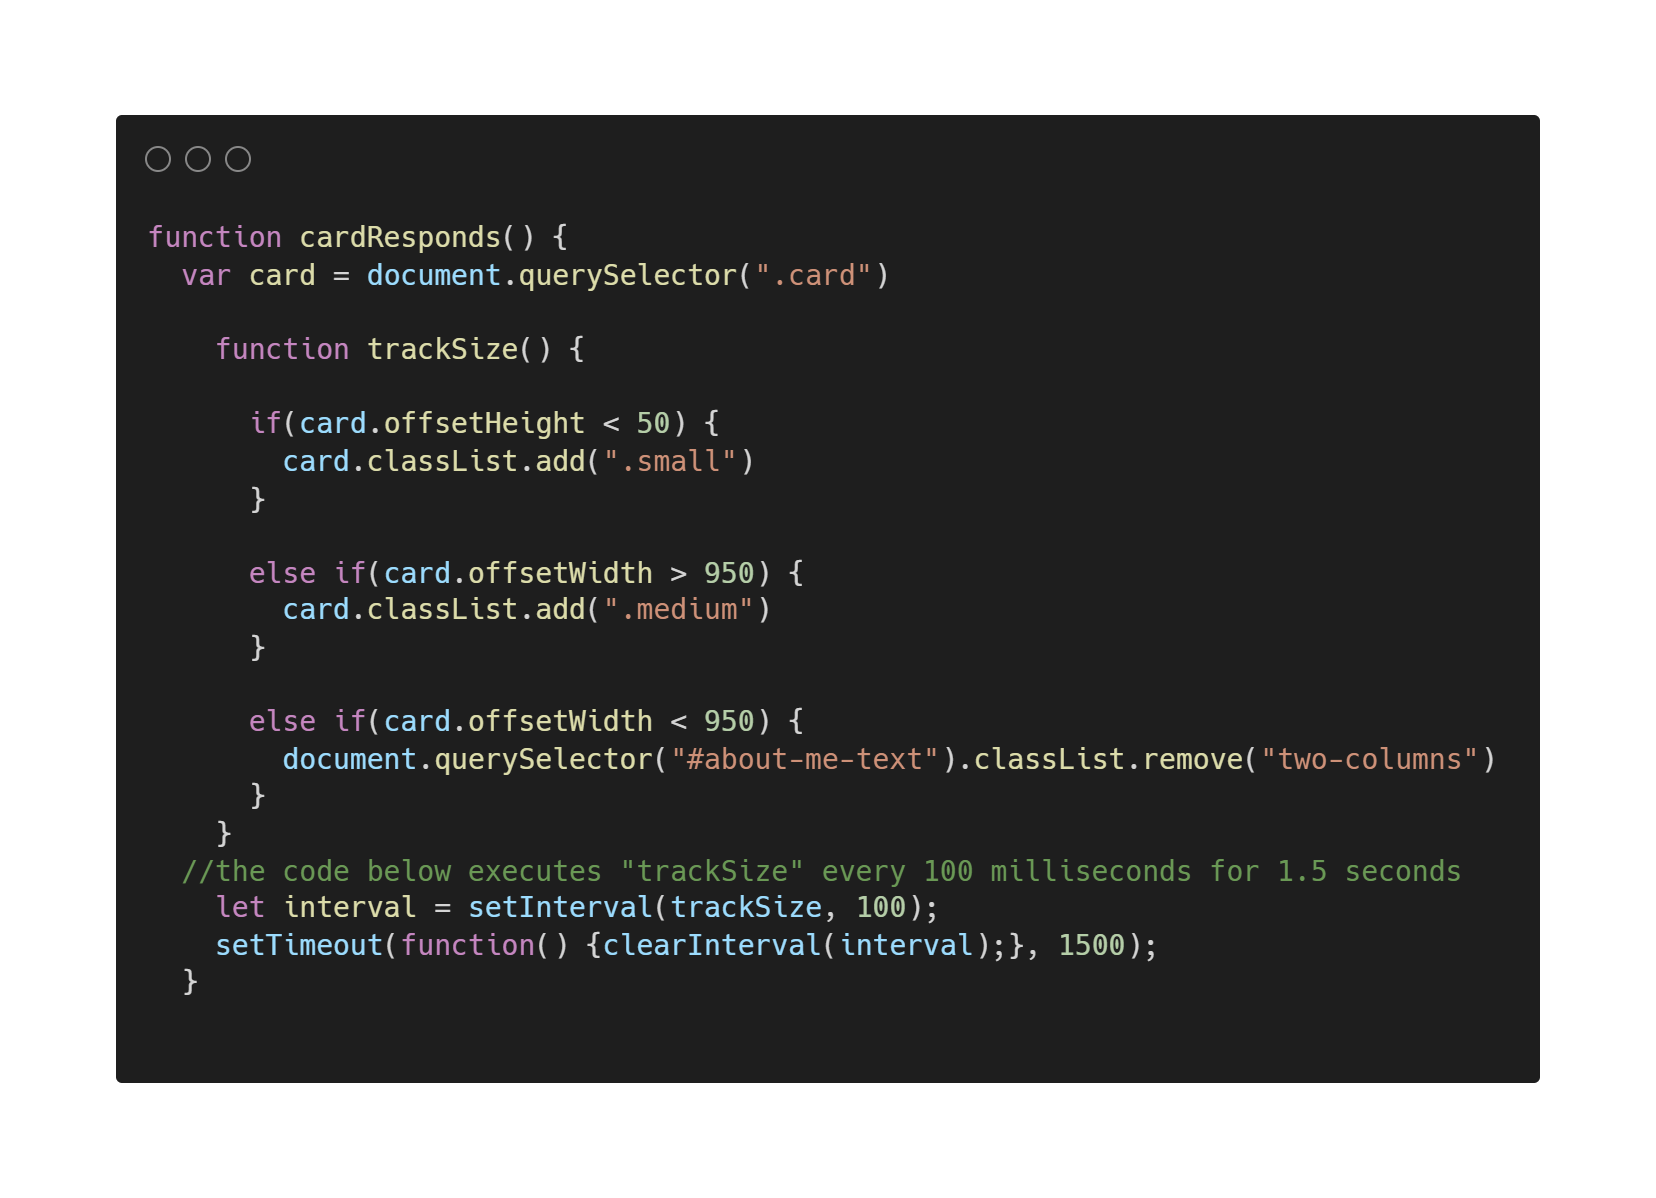 function cardResponds() {
  var card = document.querySelector(".card")

    function trackSize() {

      if(card.offsetHeight < 50) {
        card.classList.add(".small")
      }

      else if(card.offsetWidth > 950) {
        card.classList.add(".medium")
      }

      else if(card.offsetWidth < 950) {
        document.querySelector("#about-me-text").classList.remove("two-columns")
      }
    }
  //the code below executes "trackSize" every 100 milliseconds for 1.5 seconds
    let interval = setInterval(trackSize, 100);
    setTimeout(function() {clearInterval(interval);}, 1500);
  }